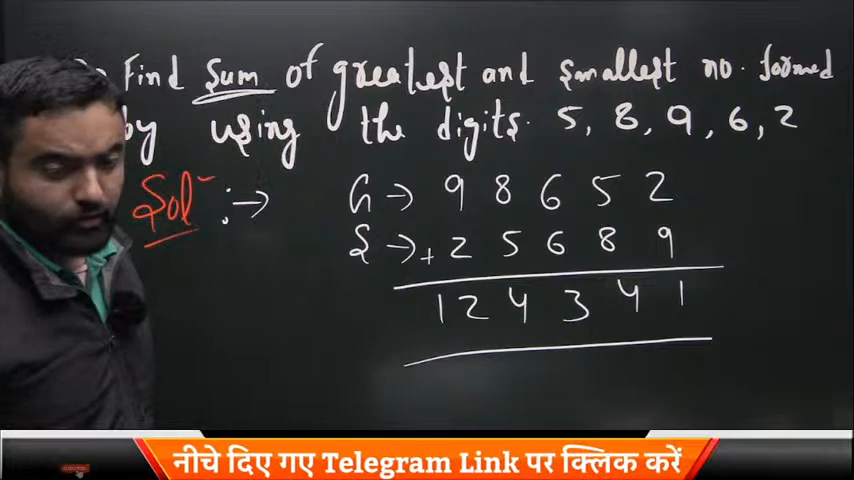 Find Sum of greatest and smallest no. formed
by using the digits 5, 8, 9, 6, 2
Sol :→
G → 9 8 6 5 2
S → + 2 5 6 8 9
1 2 4 3 4 1
नीचे दिए गए Telegram Link पर क्लिक करें